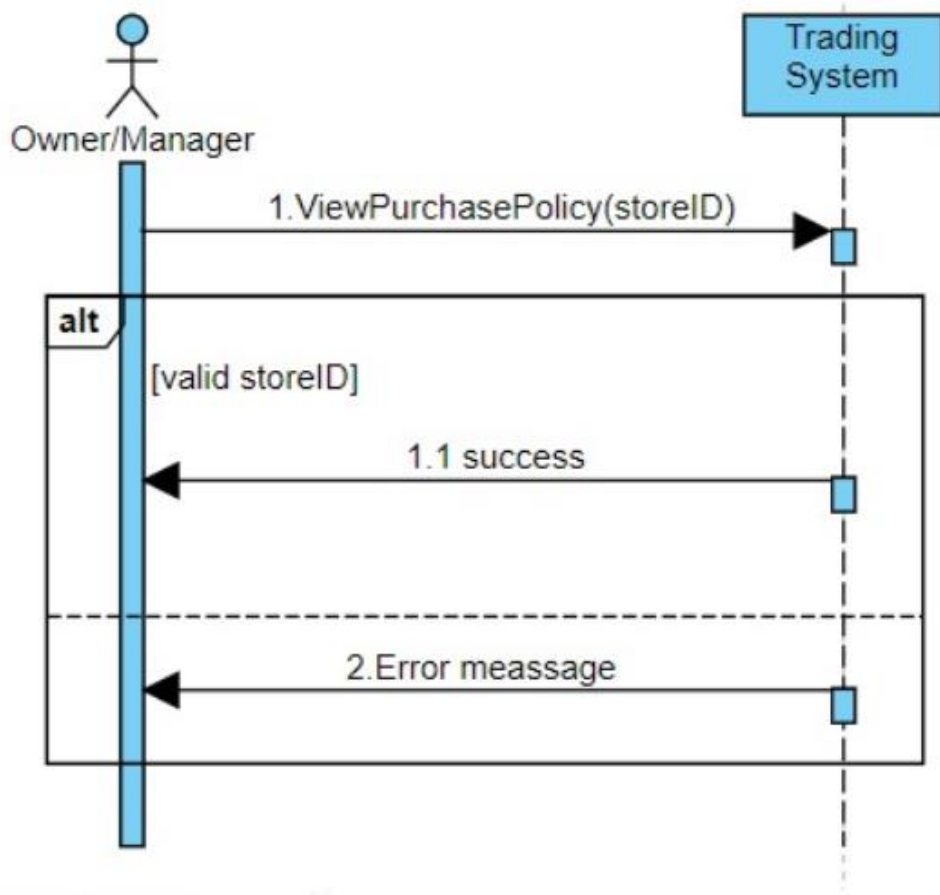 Trading
System
Owner/Manager
1.ViewPurchasePolicy(storeID)
alt
[valid storeID]
1.1 success
2.Error meassage